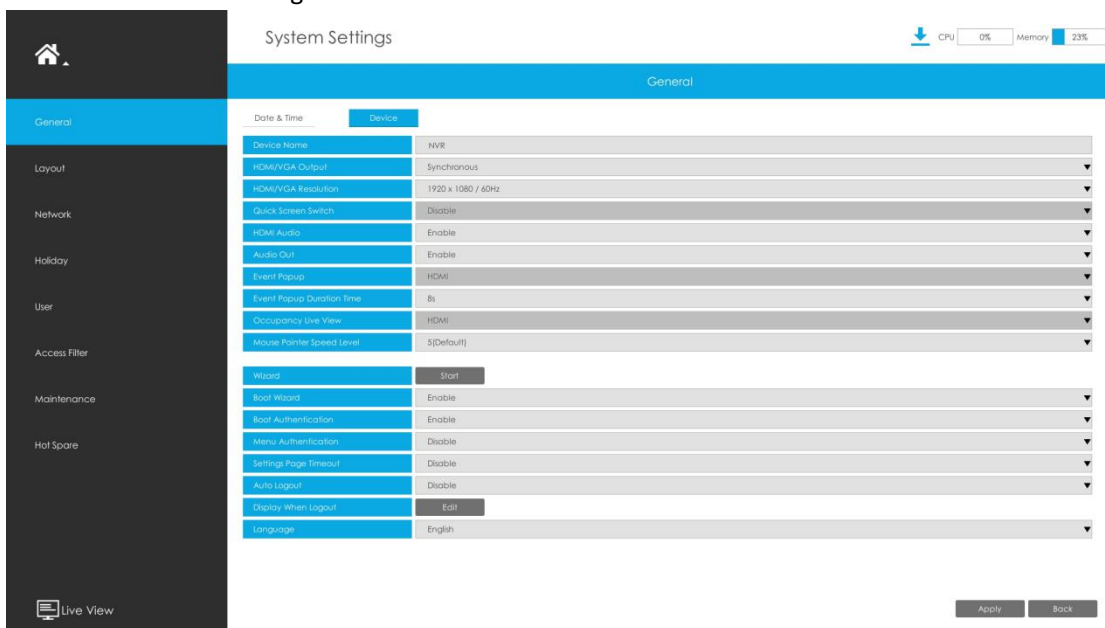 System Settings
CPU 0% Memory 23%
General
General
Layout
Network
Holiday
User
Access Filter
Maintenance
Hot Spare
Live View
Date & Time Device
Device Name NVR
HDMI/VGA Output Synchronous
HDMI/VGA Resolution 1920 x 1080 / 60Hz
Quick Screen Switch Disable
HDMI Audio Enable
Audio Out Enable
Event Popup HDMI
Event Popup Duration Time 8s
Occupancy Live View HDMI
Mouse Pointer Speed Level 5(Default)
Wizard Start
Boot Wizard Enable
Boot Authentication Enable
Menu Authentication Disable
Settings Page Timeout Disable
Auto Logout Disable
Display When Logout Edit
Language English
Apply Back